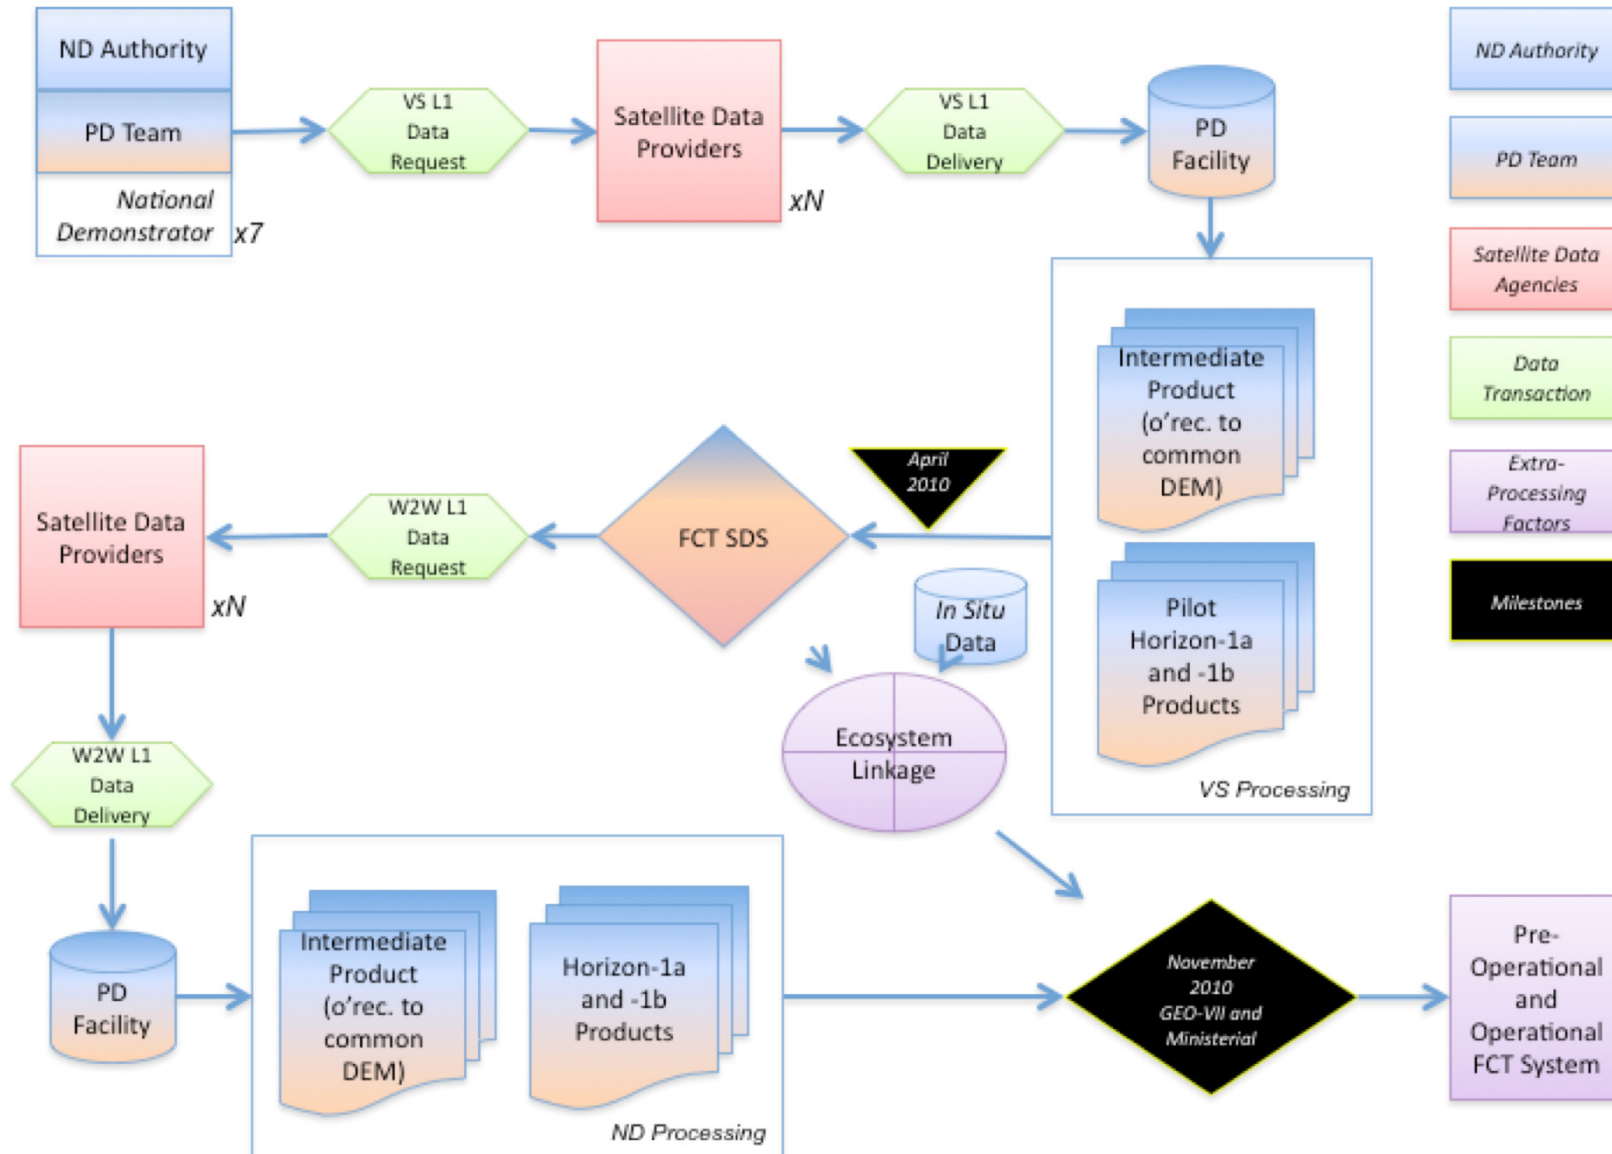 ND Authority
PD Team
National
Demonstrator
x7
VS L1
Data
Request
Satellite Data
Providers
xN
VS L1
Data
Delivery
PD
Facility
ND Authority
PD Team
Satellite Data
Agencies
Data
Transaction
Extra-
Processing
Factors
Milestones
Intermediate
Product
(o'rec. to
common
DEM)
Pilot
Horizon-1a
and -1b
Products
VS Processing
April
2010
FCT SDS
In Situ
Data
Ecosystem
Linkage
W2W L1
Data
Request
Satellite Data
Providers
xN
W2W L1
Data
Delivery
PD
Facility
Intermediate
Product
(o'rec. to
common
DEM)
Horizon-1a
and -1b
Products
ND Processing
November
2010
GEO-VII and
Ministerial
Pre-
Operational
and
Operational
FCT System